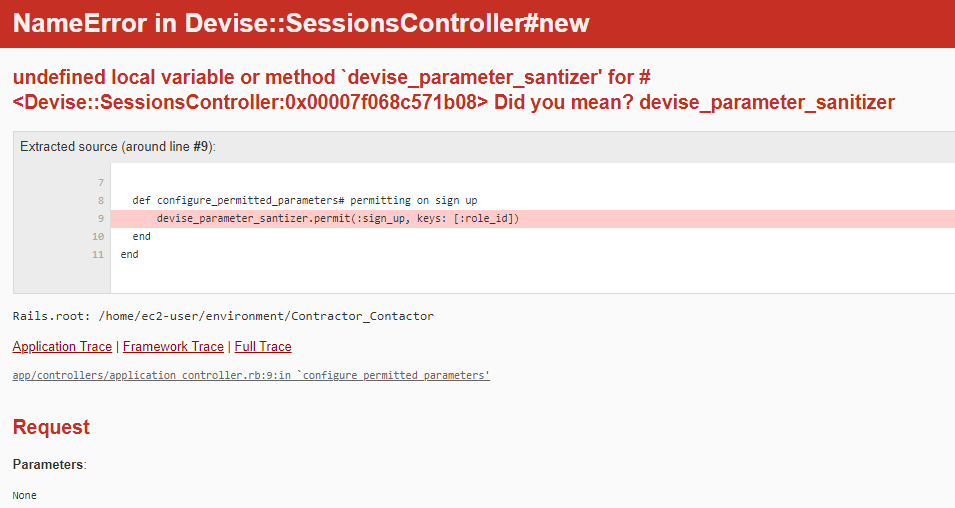 NameError in Devise::SessionsController#new
undefined local variable or method `devise_parameter_santizer' for #
<Devise::SessionsController:0x00007f068c571b08> Did you mean? devise_parameter_sanitizer
Extracted source (around line #9):
7
8 def configure_permitted_parameters# permitting on sign up
9 devise_parameter_santizer.permit(:sign_up, keys: [:role_id])
10 end
11 end
Rails.root: /home/ec2-user/environment/Contractor_Contactor
Application Trace | Framework Trace | Full Trace
app/controllers/application_controller.rb:9:in `configure_permitted_parameters'
Request
Parameters:
None